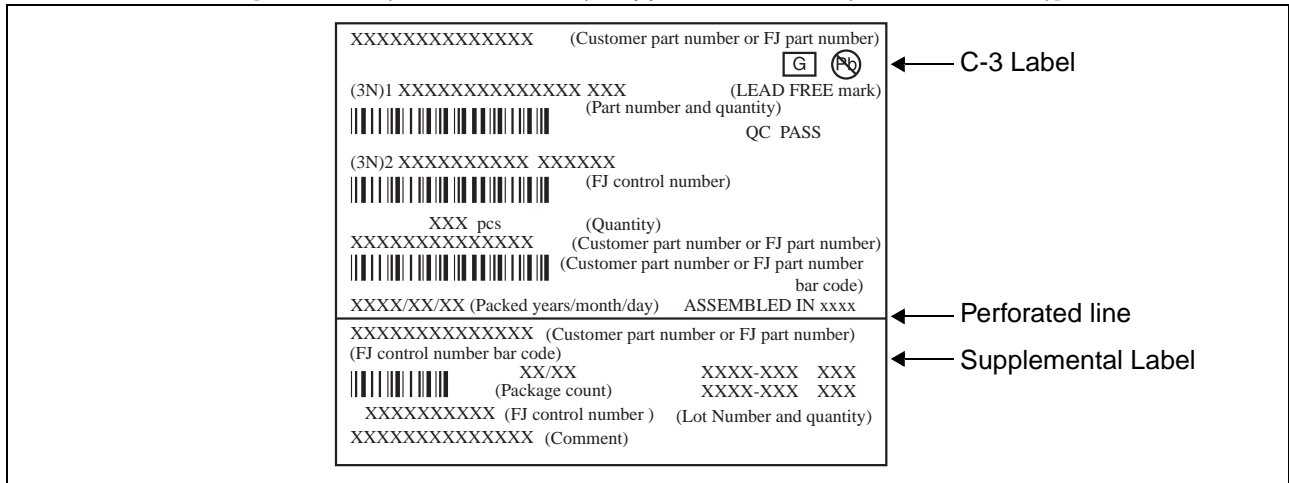 XXXXXXXXXXXXXX (Customer part number or FJ part number)
G Pb
C-3 Label
(3N)1 XXXXXXXXXXXXXX XXX (LEAD FREE mark)
(Part number and quantity)
QC PASS
(3N)2 XXXXXXXXXX XXXXXX
(FJ control number)
XXX pcs (Quantity)
XXXXXXXXXXXXXX (Customer part number or FJ part number)
(Customer part number or FJ part number
bar code)
XXXX/XX/XX (Packed years/month/day) ASSEMBLED IN xxxx
Perforated line
XXXXXXXXXXXXXX (Customer part number or FJ part number)
(FJ control number bar code)
Supplemental Label
XX/XX XXXX-XXX XXX
(Package count) XXXX-XXX XXX
XXXXXXXXXX (FJ control number ) (Lot Number and quantity)
XXXXXXXXXXXXXX (Comment)